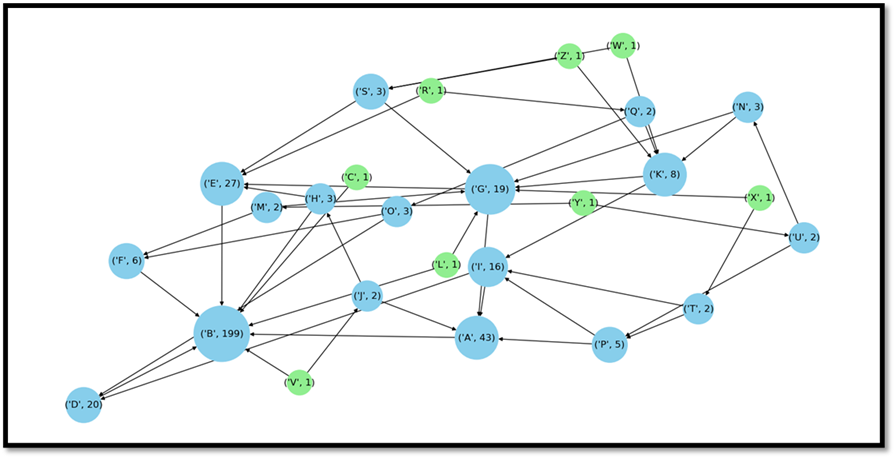 ('W', 1)
('Z', 1)
('S', 3)
('R', 1)
('Q', 2)
('N', 3)
('K', 8)
('C', 1)
('E', 27)
('G', 19)
('H', 3)
('M', 2)
('O', 3)
('Y', 1)
('X', 1)
('U', 2)
('F', 6)
('L', 1)
('I', 16)
('J', 2)
('T', 2)
('B', 199)
('A', 43)
('P', 5)
('V', 1)
('D', 20)